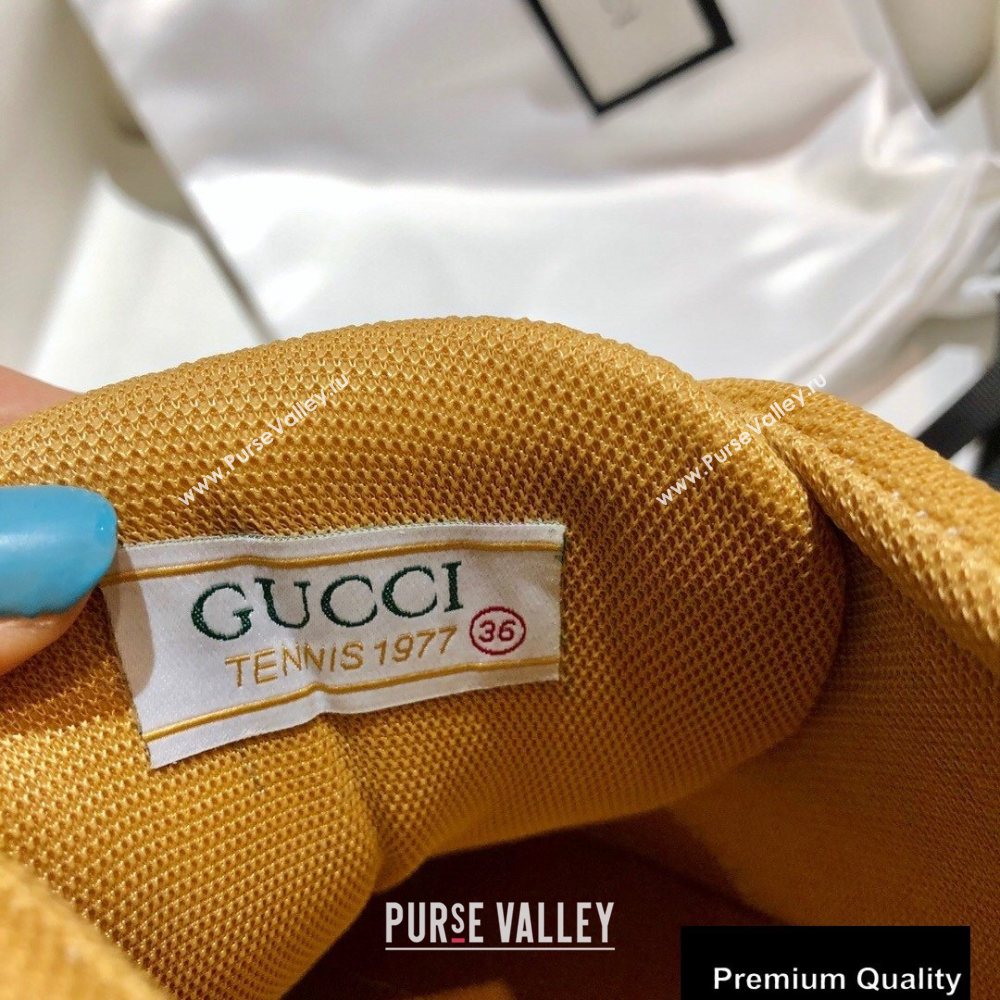 www.PurseValley.ru
www.PurseValley.ru
GUCCI
TENNIS 1977 36
PURSE VALLEY
Premium Quality